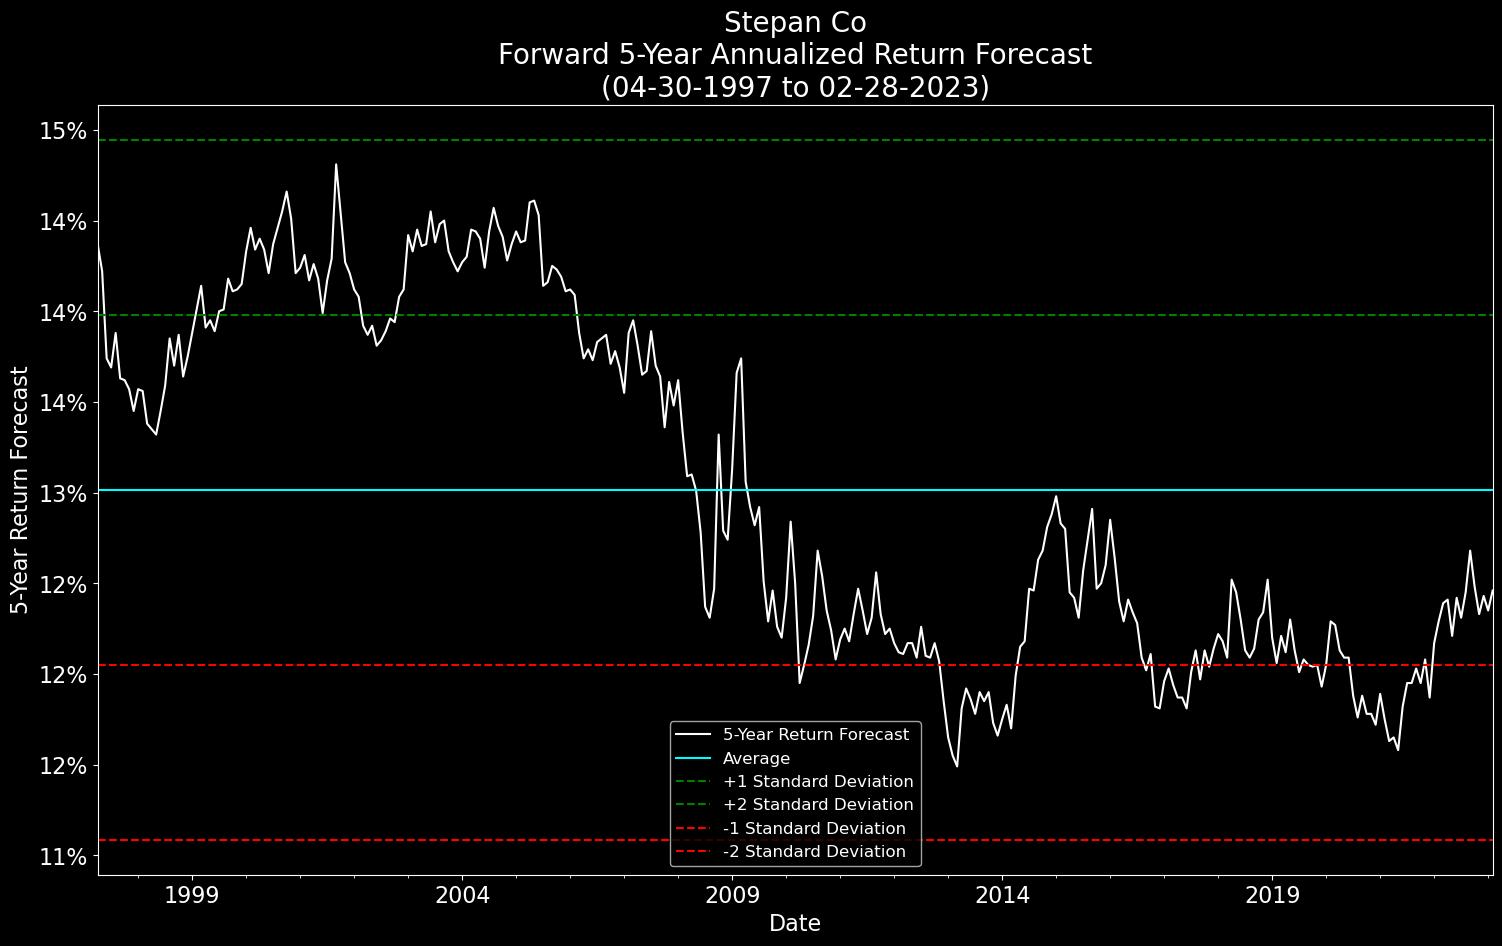 Stepan Co
Forward 5-Year Annualized Return Forecast
(04-30-1997 to 02-28-2023)
15%
14%
14%
14%
13%
12%
12%
12%
11%
5-Year Return Forecast
5-Year Return Forecast
Average
+1 Standard Deviation
+2 Standard Deviation
-1 Standard Deviation
-2 Standard Deviation
1999
2004
2009
2014
2019
Date